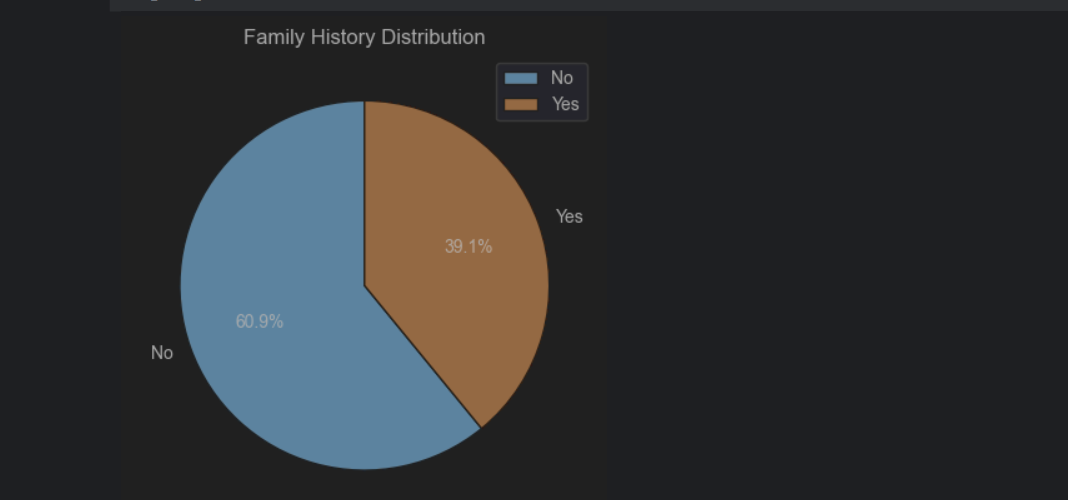 Family History Distribution
No
Yes
Yes
39.1%
60.9%
No